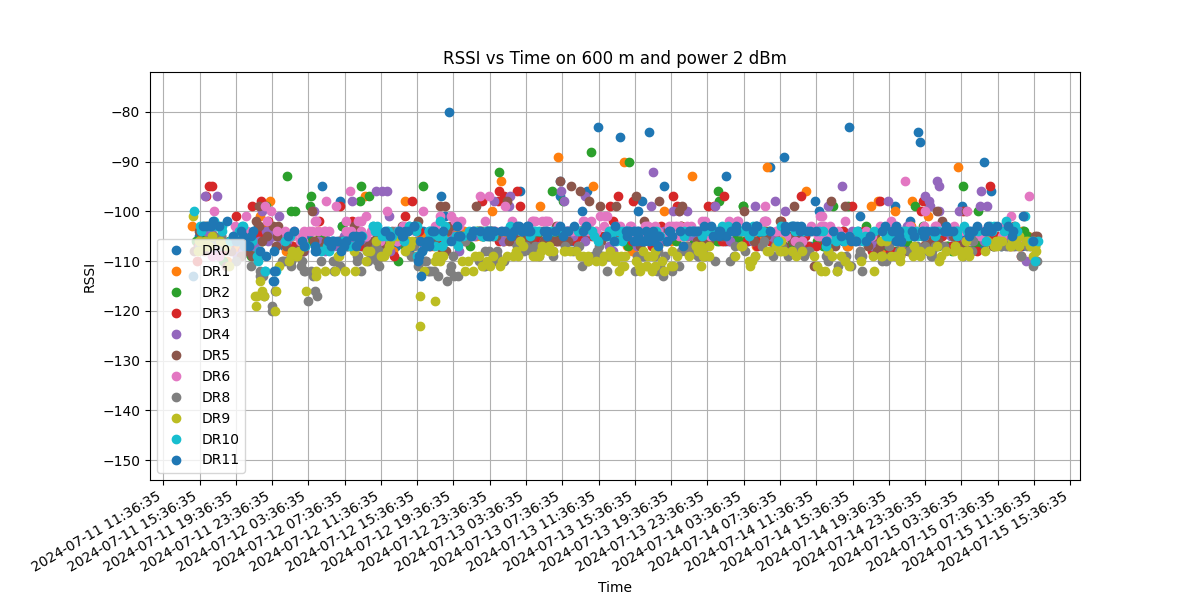 RSSI vs Time on 600 m and power 2 dBm
RSSI
−80
−90
−100
−110
−120
−130
−140
−150
DR0
DR1
DR2
DR3
DR4
DR5
DR6
DR8
DR9
DR10
DR11
2024-07-11 11:36:35
2024-07-11 15:36:35
2024-07-11 19:36:35
2024-07-11 23:36:35
2024-07-12 03:36:35
2024-07-12 07:36:35
2024-07-12 11:36:35
2024-07-12 15:36:35
2024-07-12 19:36:35
2024-07-12 23:36:35
2024-07-13 03:36:35
2024-07-13 07:36:35
2024-07-13 11:36:35
2024-07-13 15:36:35
2024-07-13 19:36:35
2024-07-13 23:36:35
2024-07-14 03:36:35
2024-07-14 07:36:35
2024-07-14 11:36:35
2024-07-14 15:36:35
2024-07-14 19:36:35
2024-07-14 23:36:35
2024-07-15 03:36:35
2024-07-15 07:36:35
2024-07-15 11:36:35
2024-07-15 15:36:35
Time